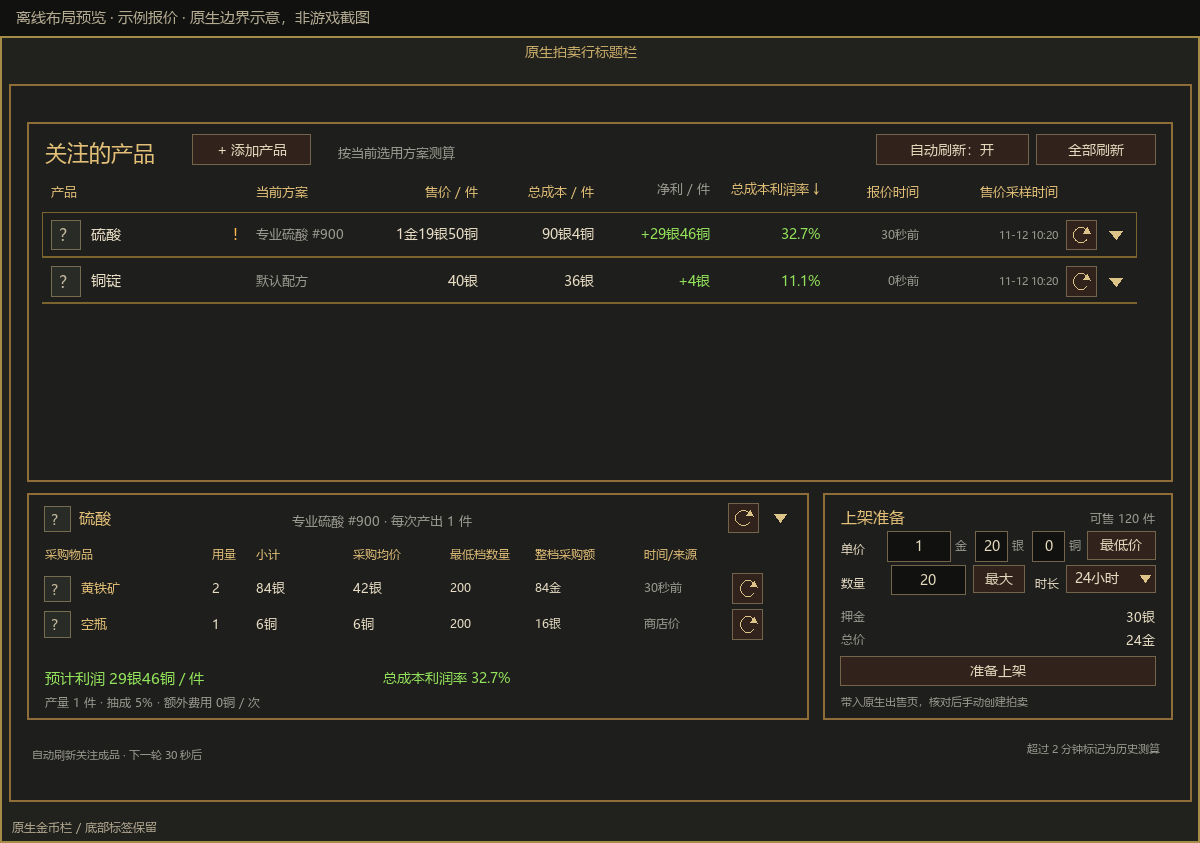 离线布局预览 · 示例报价 · 原生边界示意，非游戏截图
原生拍卖行标题栏
关注的产品 + 添加产品 按当前选用方案测算 自动刷新：开 全部刷新
产品 当前方案 售价 / 件 总成本 / 件 净利 / 件 总成本利润率↓ 报价时间 售价采样时间
? 硫酸 ! 专业硫酸 #900 1金19银50铜 90银4铜 +29银46铜 32.7% 30秒前 11-12 10:20
? 铜锭 默认配方 40银 36银 +4银 11.1% 0秒前 11-12 10:20
? 硫酸 专业硫酸 #900 · 每次产出 1 件
采购物品 用量 小计 采购均价 最低档数量 整档采购额 时间/来源
? 黄铁矿 2 84银 42银 200 84金 30秒前
? 空瓶 1 6铜 6铜 200 16银 商店价
预计利润 29银46铜 / 件 总成本利润率 32.7%
产量 1 件 · 抽成 5% · 额外费用 0铜 / 次
上架准备 可售 120 件
单价 1 金 20 银 0 铜 最低价
数量 20 最大 时长 24小时
押金 30银
总价 24金
准备上架
带入原生出售页，核对后手动创建拍卖
自动刷新关注成品 · 下一轮 30 秒后
超过 2 分钟标记为历史测算
原生金币栏 / 底部标签保留